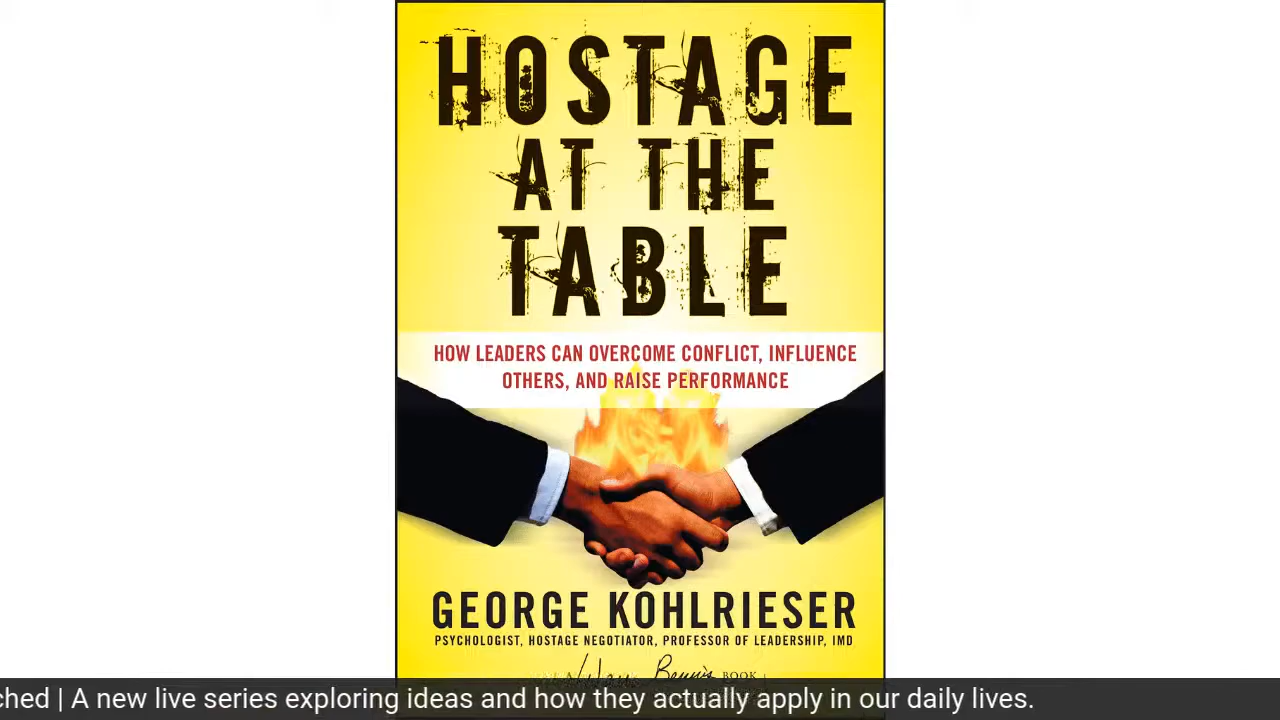 HOSTAGE
AT THE
TABLE
HOW LEADERS CAN OVERCOME CONFLICT, INFLUENCE
OTHERS, AND RAISE PERFORMANCE
GEORGE KOHLRIESER
PSYCHOLOGIST, HOSTAGE NEGOTIATOR, PROFESSOR OF LEADERSHIP, IMD
A Bennis BOOK
ched | A new live series exploring ideas and how they actually apply in our daily lives.